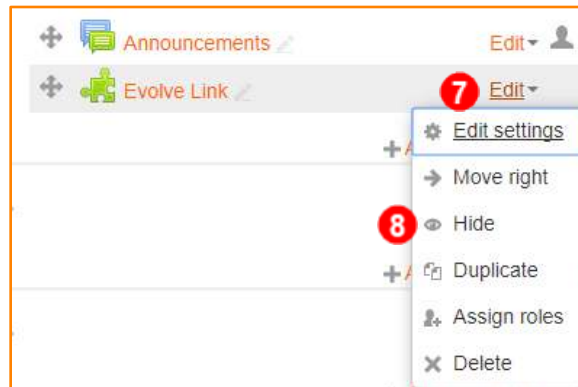 Announcements Edit
Evolve Link 7 Edit
Edit settings
Move right
8 Hide
Duplicate
Assign roles
Delete